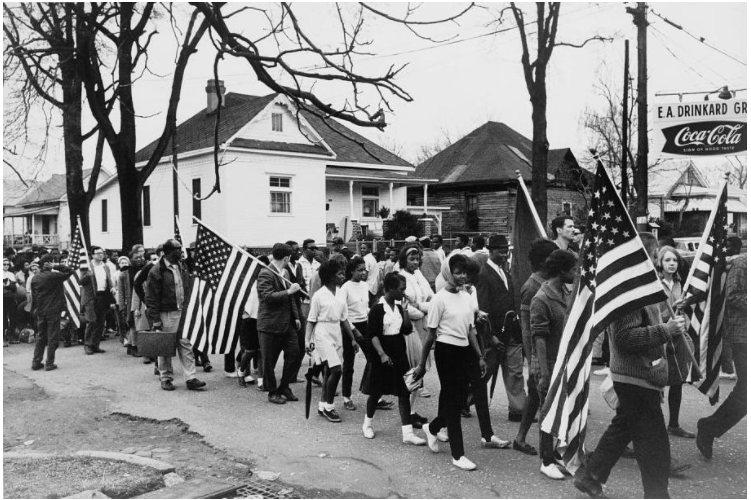 E.A. DRINKARD GR
Coca-Cola
SIGN OF GOOD TASTE